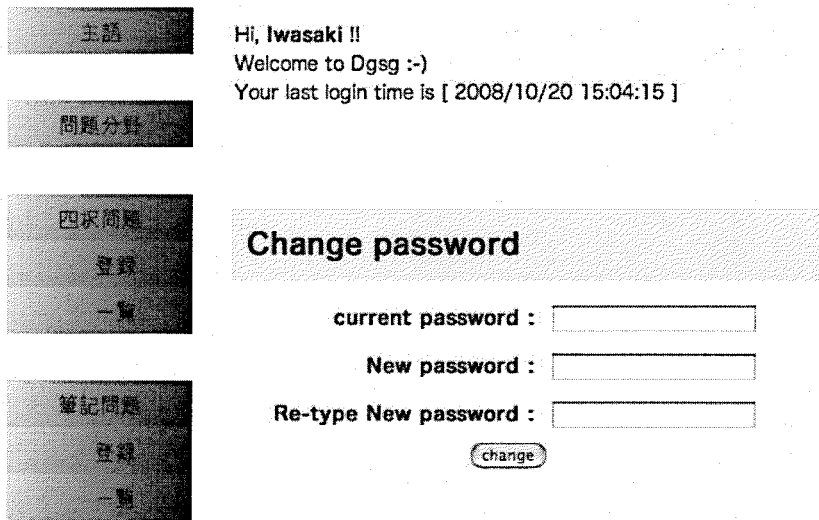 主語
問題分野
四択問題
登録
一覧
筆記問題
登録
一覧
Hi, Iwasaki !!
Welcome to Dgsg :-)
Your last login time is [ 2008/10/20 15:04:15 ]
Change password
current password :
New password :
Re-type New password :
change